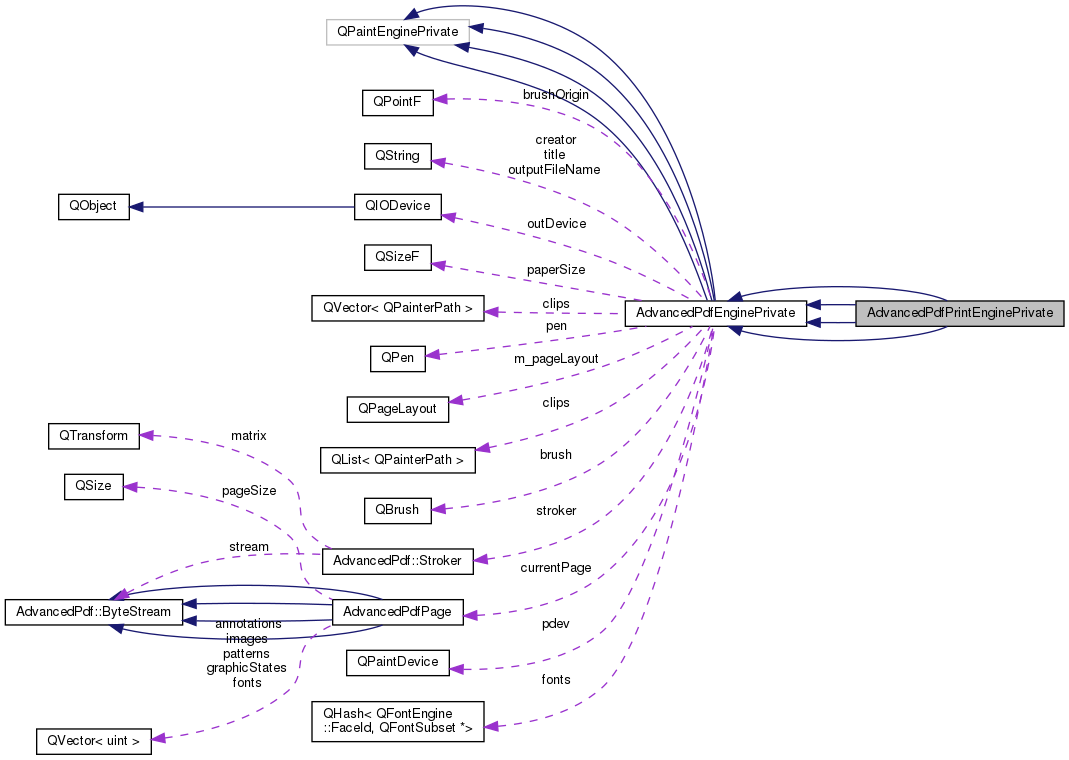 QPaintEnginePrivate
brushOrigin
QPointF
creator
title
outputFileName
QString
QObject
QIODevice
outDevice
QSizeF
paperSize
QVector< QPainterPath >
clips
AdvancedPdfEnginePrivate
AdvancedPdfPrintEnginePrivate
pen
QPen
m_pageLayout
QPageLayout
clips
QTransform
matrix
QList< QPainterPath >
brush
QSize
pageSize
QBrush
stroker
stream
AdvancedPdf::Stroker
currentPage
AdvancedPdf::ByteStream
AdvancedPdfPage
annotations
images
patterns
graphicStates
fonts
pdev
QPaintDevice
fonts
QHash< QFontEngine
::FaceId, QFontSubset *>
QVector< uint >